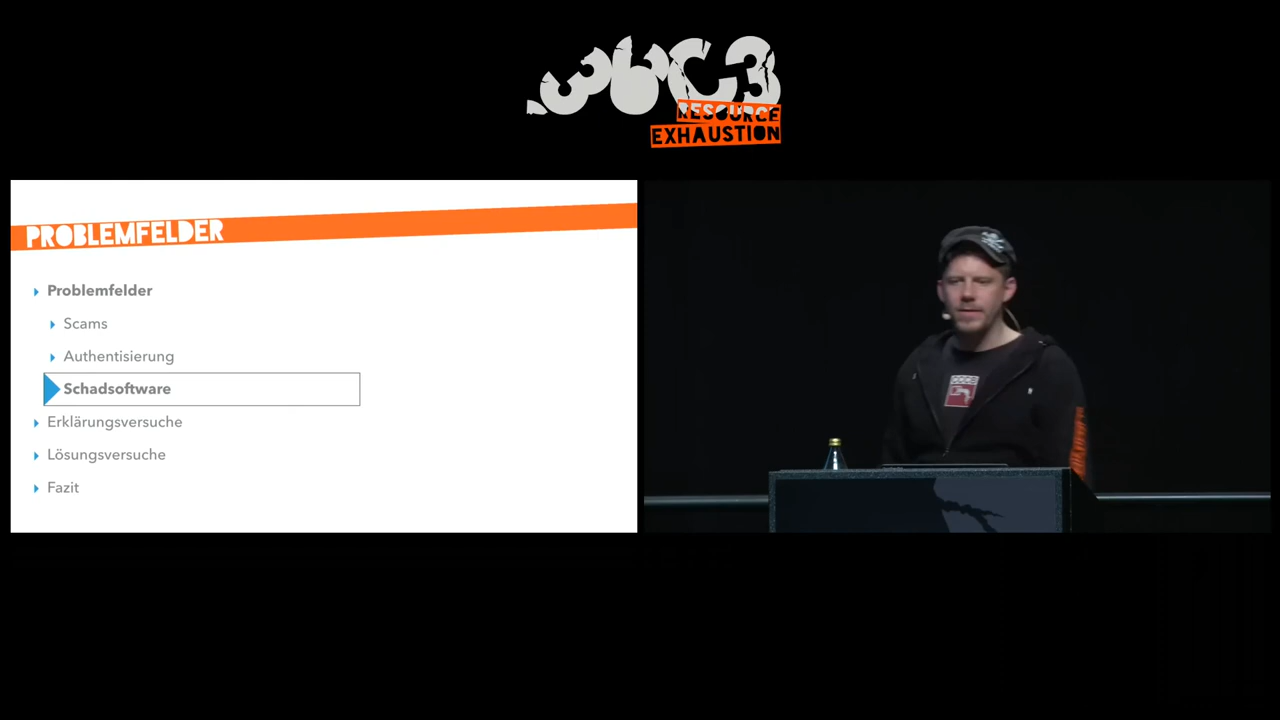 36C3
RESOURCE
EXHAUSTION
PROBLEMFELDER
Problemfelder
Scams
Authentisierung
Schadsoftware
Erklärungsversuche
Lösungsversuche
Fazit